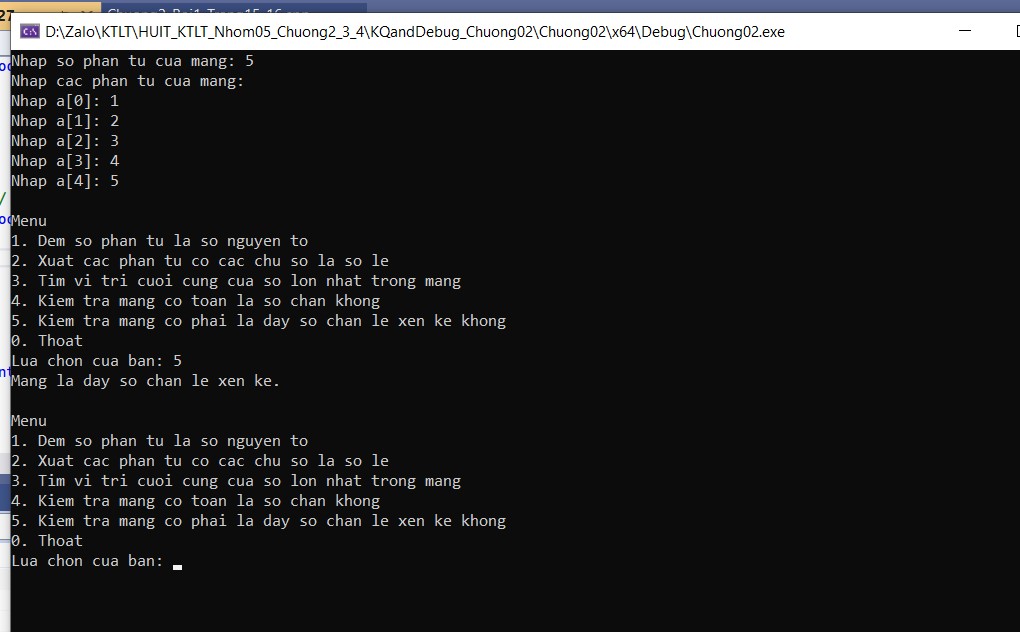 27
Chuong2_Bai1_Trang15_16.cpp
D:\Zalo\KTLT\HUIT_KTLT_Nhom05_Chuong2_3_4\KQandDebug_Chuong02\Chuong02\x64\Debug\Chuong02.exe
Nhap so phan tu cua mang: 5
Nhap cac phan tu cua mang:
Nhap a[0]: 1
Nhap a[1]: 2
Nhap a[2]: 3
Nhap a[3]: 4
Nhap a[4]: 5
Menu
1. Dem so phan tu la so nguyen to
2. Xuat cac phan tu co cac chu so la so le
3. Tim vi tri cuoi cung cua so lon nhat trong mang
4. Kiem tra mang co toan la so chan khong
5. Kiem tra mang co phai la day so chan le xen ke khong
0. Thoat
Lua chon cua ban: 5
Mang la day so chan le xen ke.
Menu
1. Dem so phan tu la so nguyen to
2. Xuat cac phan tu co cac chu so la so le
3. Tim vi tri cuoi cung cua so lon nhat trong mang
4. Kiem tra mang co toan la so chan khong
5. Kiem tra mang co phai la day so chan le xen ke khong
0. Thoat
Lua chon cua ban: